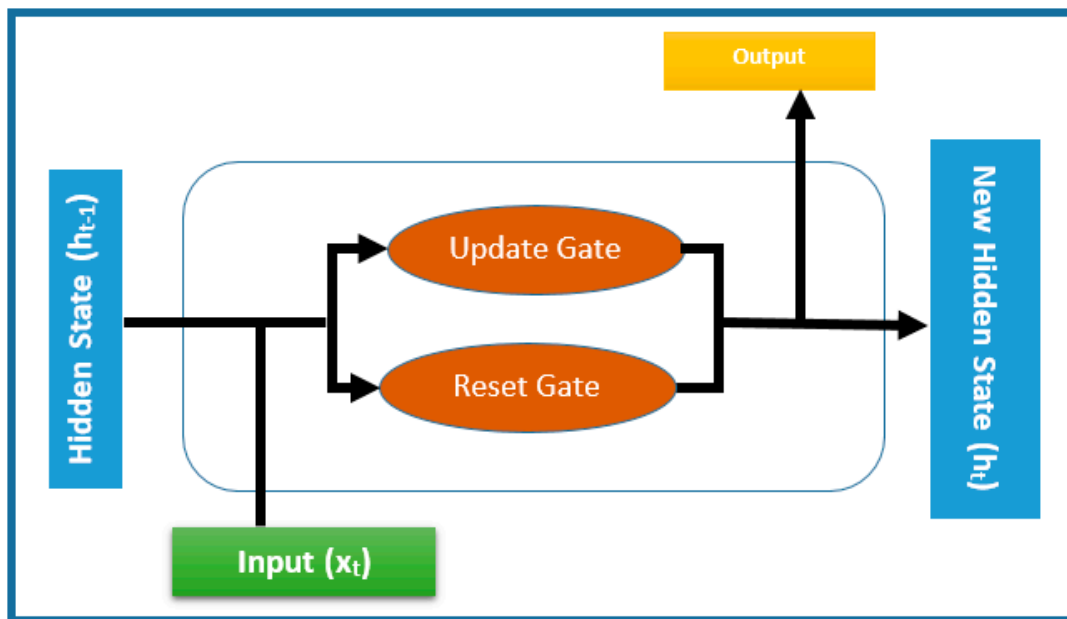 Output
Hidden State (hₜ₋₁)
Update Gate
Reset Gate
New Hidden State (hₜ)
Input (xₜ)